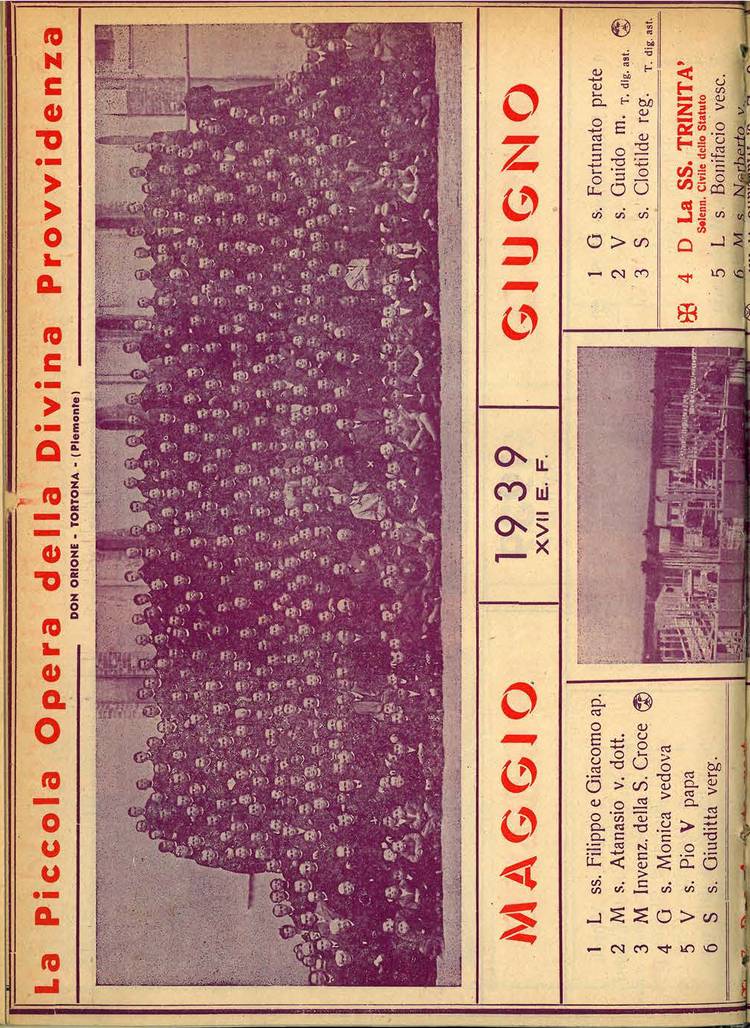 La Piccola Opera della Divina Provvidenza
DON ORIONE - TORTONA - (Piemonte)
MAGGIO
1939
XVII E. F.
GIUGNO
1 L ss. Filippo e Giacomo ap.
2 M s. Atanasio v. dott.
3 M Invenz. della S. Croce
4 G s. Monica vedova
5 V s. Pio V papa
6 S s. Giuditta verg.
1 G s. Fortunato prete
2 V s. Guido m. T. dig. ast.
3 S s. Clotilde reg. T. dig. ast.
4 D La SS. TRINITA'
Solenn. Civile dello Statuto
5 L s. Bonifacio vesc.
6 M s. Norberto v.